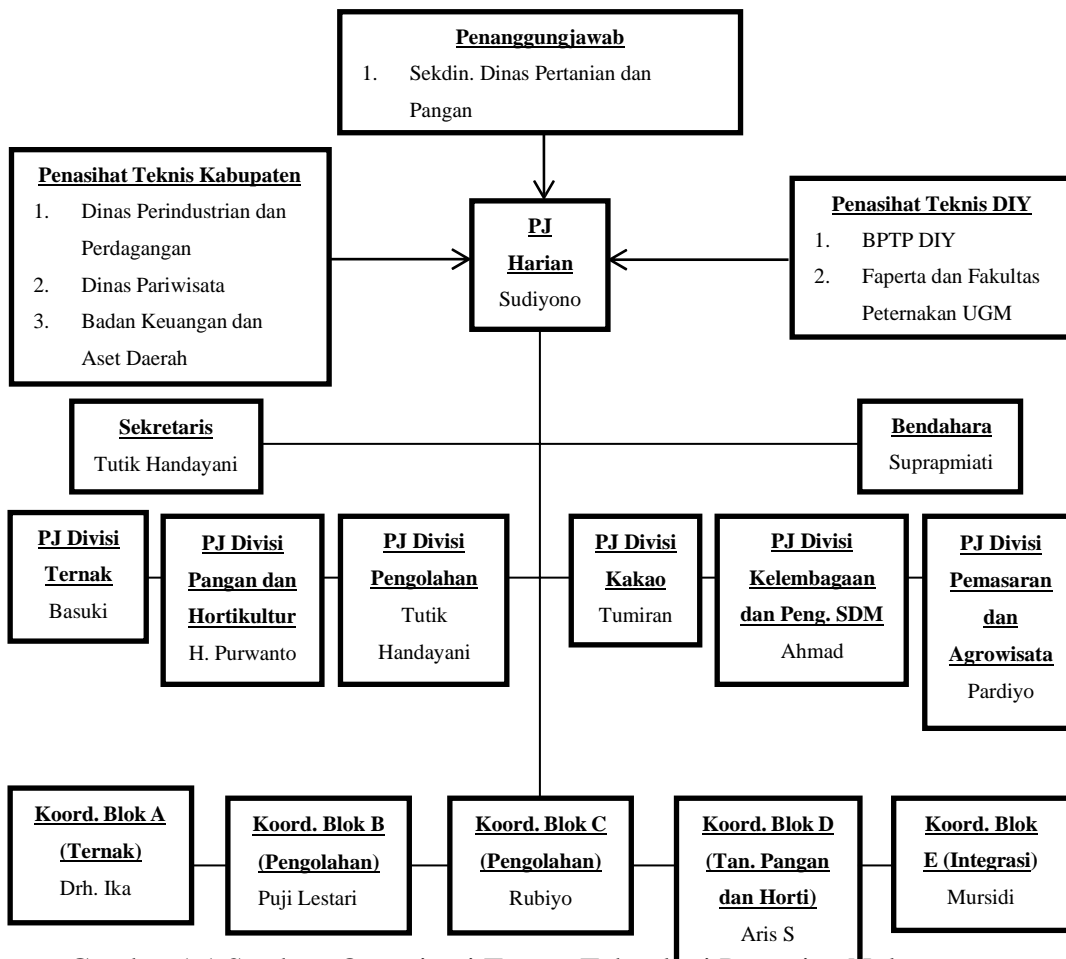 Penanggungjawab
1. Sekdin. Dinas Pertanian dan
Pangan
Penasihat Teknis Kabupaten
1. Dinas Perindustrian dan
Perdagangan
2. Dinas Pariwisata
3. Badan Keuangan dan
Aset Daerah
PJ
Harian
Sudiyono
Penasihat Teknis DIY
1. BPTP DIY
2. Faperta dan Fakultas
Peternakan UGM
Sekretaris
Tutik Handayani
Bendahara
Suprapmiati
PJ Divisi
Ternak
Basuki
PJ Divisi
Pangan dan
Hortikultur
H. Purwanto
PJ Divisi
Pengolahan
Tutik
Handayani
PJ Divisi
Kakao
Tumiran
PJ Divisi
Kelembagaan
dan Peng. SDM
Ahmad
PJ Divisi
Pemasaran
dan
Agrowisata
Pardiyo
Koord. Blok A
(Ternak)
Drh. Ika
Koord. Blok B
(Pengolahan)
Puji Lestari
Koord. Blok C
(Pengolahan)
Rubiyo
Koord. Blok D
(Tan. Pangan
dan Horti)
Aris S
Koord. Blok
E (Integrasi)
Mursidi